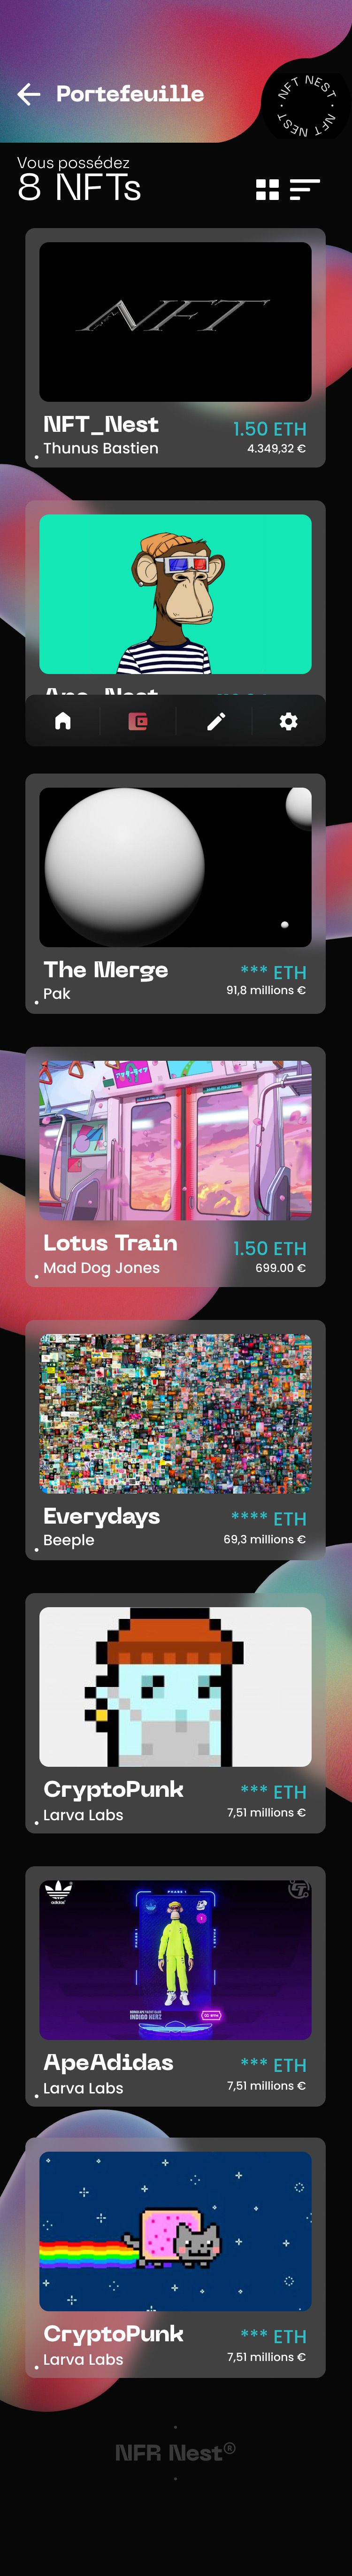 Portefeuille
NFT NEST • NFT NEST •
Vous possédez
8 NFTs
NFT
NFT_Nest
1.50 ETH
Thunus Bastien
4.349,32 €
The Merge
*** ETH
Pak
91,8 millions €
Lotus Train
1.50 ETH
Mad Dog Jones
699.00 €
Everydays
**** ETH
Beeple
69,3 millions €
CryptoPunk
*** ETH
Larva Labs
7,51 millions €
adidas
PHASE 1
INDIGO HERZ
ApeAdidas
*** ETH
Larva Labs
7,51 millions €
CryptoPunk
*** ETH
Larva Labs
7,51 millions €
NFR Nest®